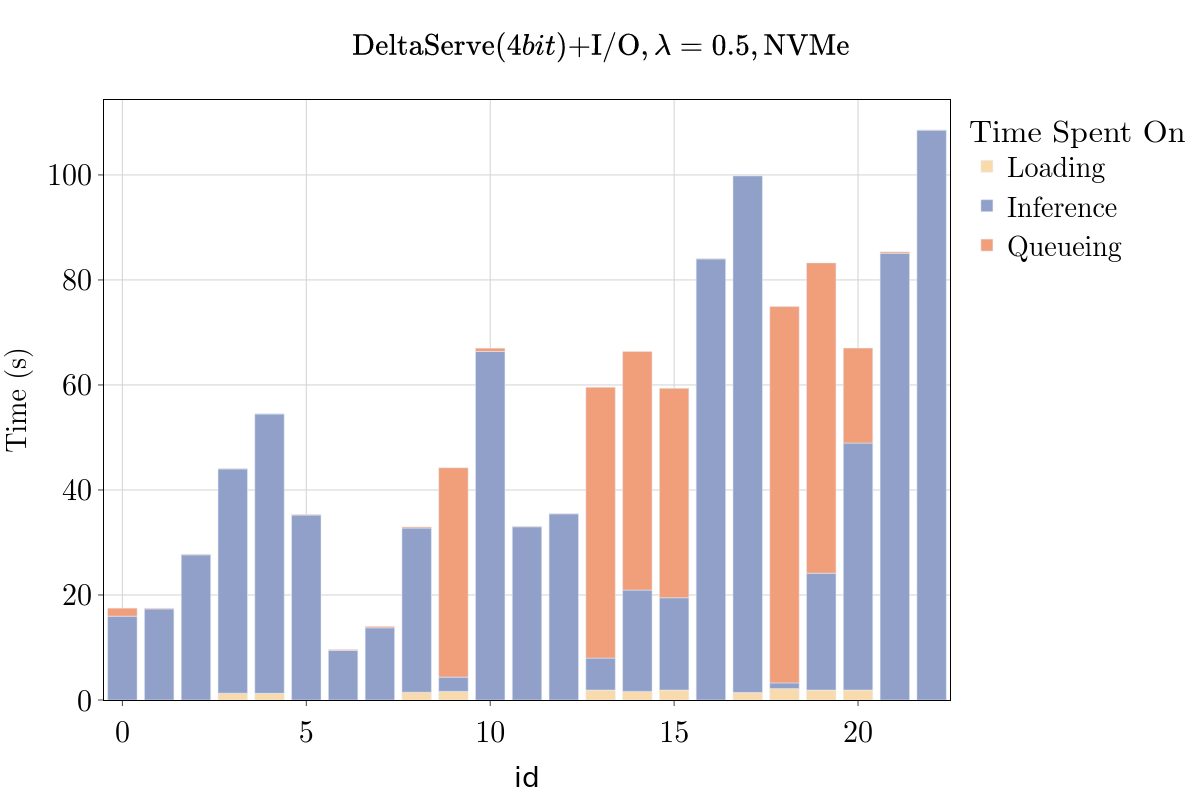 DeltaServe(4bit)+I/O, λ = 0.5, NVMe
Time Spent On
Loading
Inference
Queueing
Time (s)
100
80
60
40
20
0
0 5 10 15 20
id